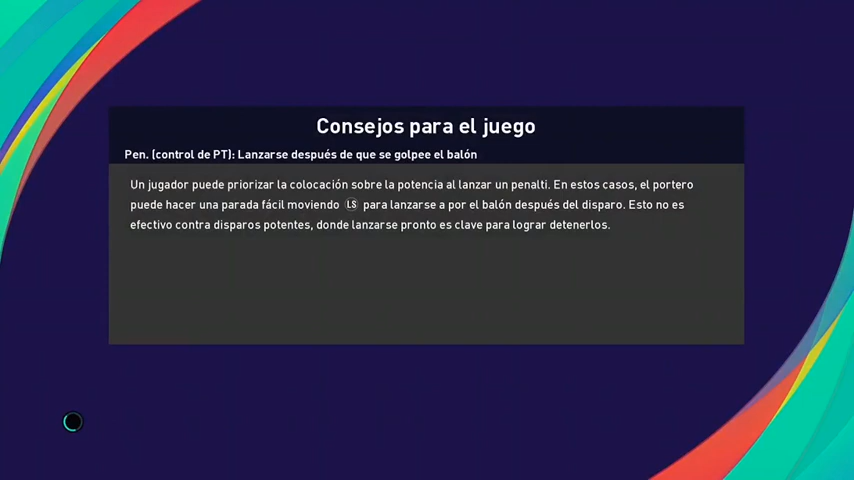 Consejos para el juego
Pen. (control de PT): Lanzarse después de que se golpee el balón
Un jugador puede priorizar la colocación sobre la potencia al lanzar un penalti. En estos casos, el portero
puede hacer una parada fácil moviendo LS para lanzarse a por el balón después del disparo. Esto no es
efectivo contra disparos potentes, donde lanzarse pronto es clave para lograr detenerlos.